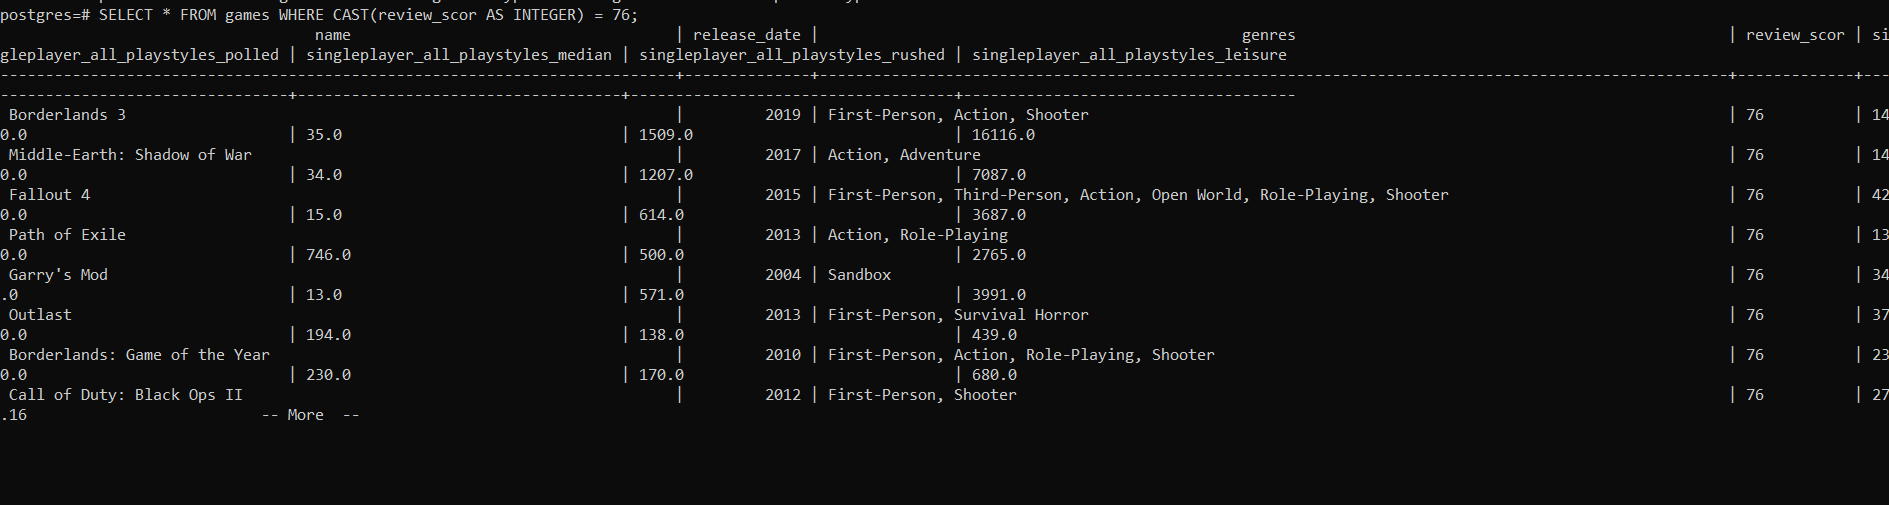 postgres=# SELECT * FROM games WHERE CAST(review_scor AS INTEGER) = 76;
name | release_date | genres | review_scor | si
gleplayer_all_playstyles_polled | singleplayer_all_playstyles_median | singleplayer_all_playstyles_rushed | singleplayer_all_playstyles_leisure
Borderlands 3 | 2019 | First-Person, Action, Shooter | 76 | 14
0.0 | 35.0 | 1509.0 | 16116.0
Middle-Earth: Shadow of War | 2017 | Action, Adventure | 76 | 14
0.0 | 34.0 | 1207.0 | 7087.0
Fallout 4 | 2015 | First-Person, Third-Person, Action, Open World, Role-Playing, Shooter | 76 | 42
0.0 | 15.0 | 614.0 | 3687.0
Path of Exile | 2013 | Action, Role-Playing | 76 | 13
0.0 | 746.0 | 500.0 | 2765.0
Garry's Mod | 2004 | Sandbox | 76 | 34
.0 | 13.0 | 571.0 | 3991.0
Outlast | 2013 | First-Person, Survival Horror | 76 | 37
0.0 | 194.0 | 138.0 | 439.0
Borderlands: Game of the Year | 2010 | First-Person, Action, Role-Playing, Shooter | 76 | 23
0.0 | 230.0 | 170.0 | 680.0
Call of Duty: Black Ops II | 2012 | First-Person, Shooter | 76 | 27
.16 -- More --